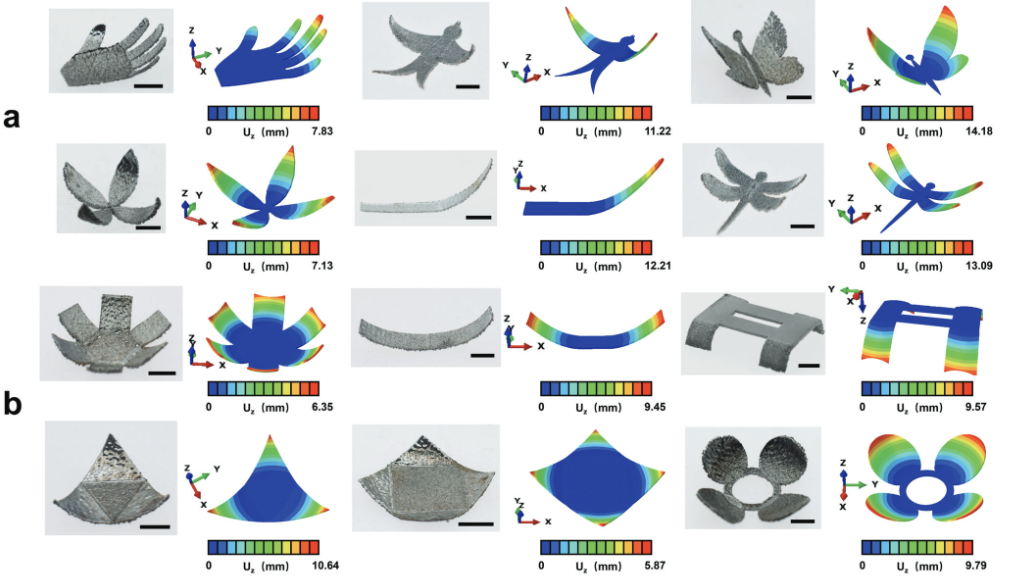 Z Y X
Y Z X
Z Y X
a
0 7.83
Uz (mm)
0 11.22
Uz (mm)
0 14.18
Uz (mm)
Z Y X
Z X
Z Y X
0 7.13
Uz (mm)
0 12.21
Uz (mm)
0 13.09
Uz (mm)
Z Y X
Z Y X
Y X Z
0 6.35
Uz (mm)
0 9.45
Uz (mm)
0 9.57
Uz (mm)
b
Z Y X
Y Z X
Z Y X
0 10.64
Uz (mm)
0 5.87
Uz (mm)
0 9.79
Uz (mm)